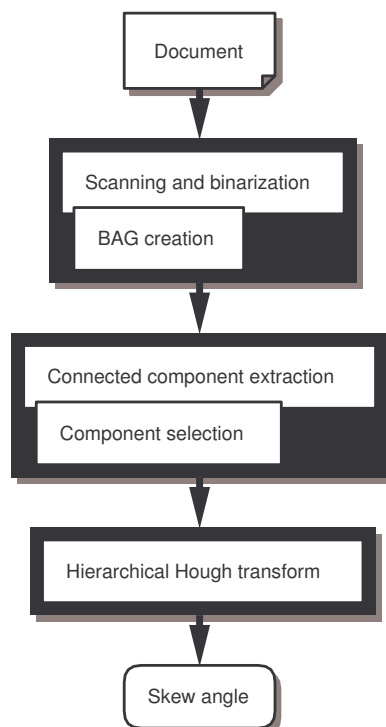 Document
Scanning and binarization
BAG creation
Connected component extraction
Component selection
Hierarchical Hough transform
Skew angle